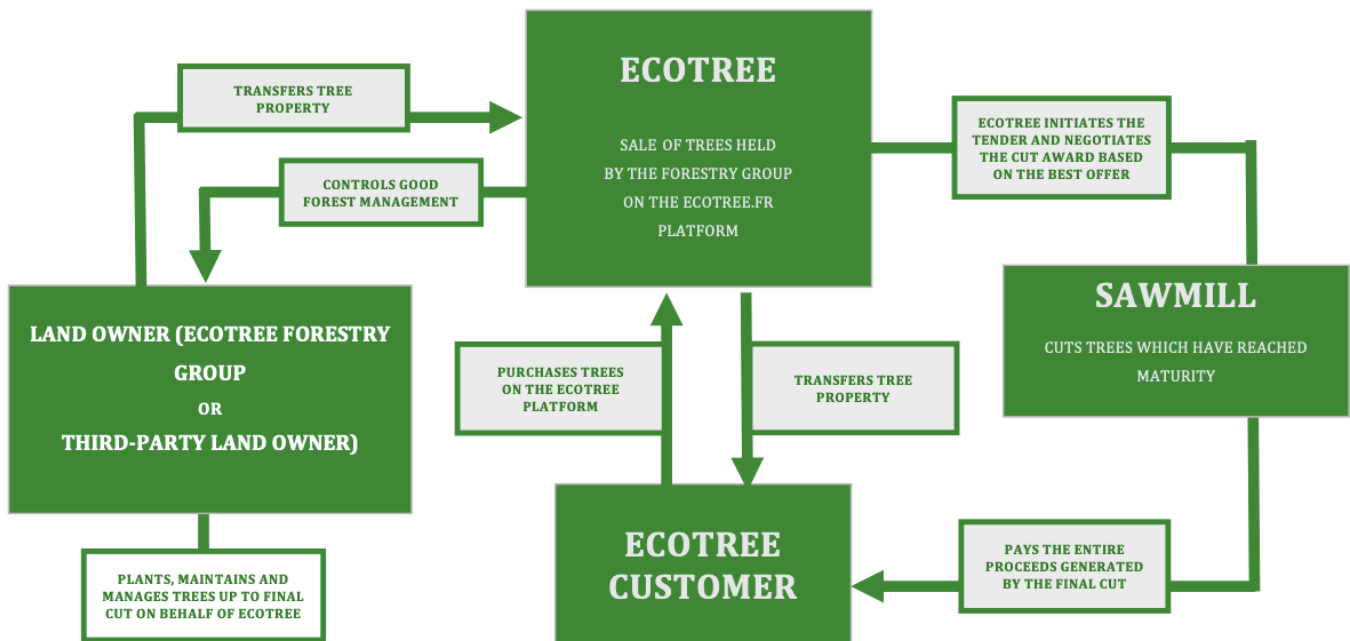 ECOTREE
SALE OF TREES HELD
BY THE FORESTRY GROUP
ON THE ECOTREE.FR
PLATFORM
TRANSFERS TREE
PROPERTY
CONTROLS GOOD
FOREST MANAGEMENT
ECOTREE INITIATES THE
TENDER AND NEGOTIATES
THE CUT AWARD BASED
ON THE BEST OFFER
LAND OWNER (ECOTREE FORESTRY
GROUP
OR
THIRD-PARTY LAND OWNER)
SAWMILL
CUTS TREES WHICH HAVE REACHED
MATURITY
PURCHASES TREES
ON THE ECOTREE
PLATFORM
TRANSFERS TREE
PROPERTY
PLANTS, MAINTAINS AND
MANAGES TREES UP TO FINAL
CUT ON BEHALF OF ECOTREE
ECOTREE
CUSTOMER
PAYS THE ENTIRE
PROCEEDS GENERATED
BY THE FINAL CUT